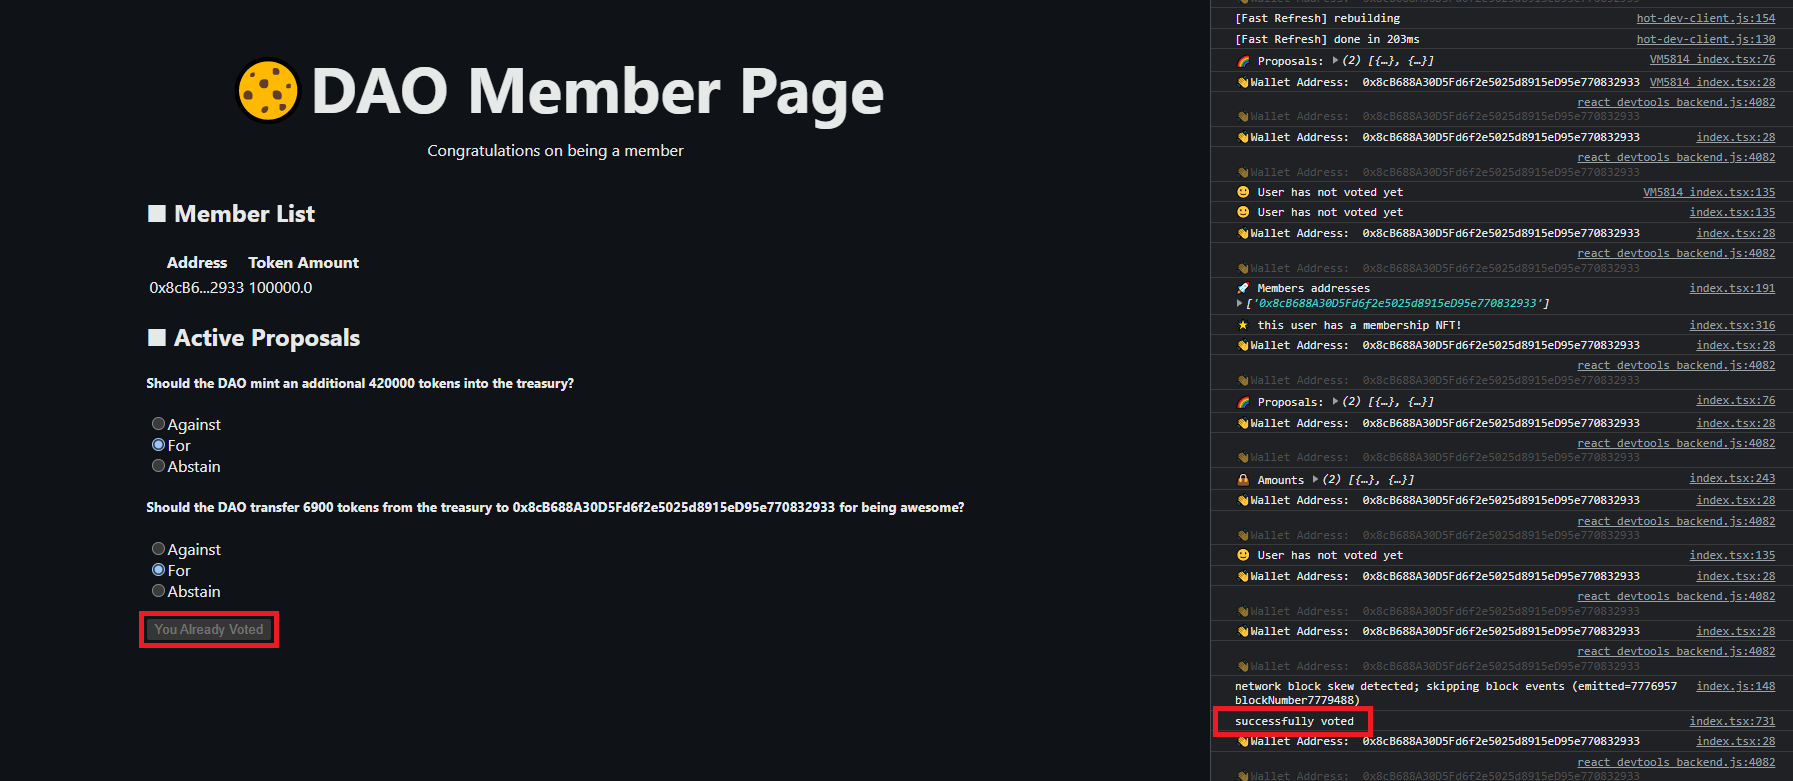 DAO Member Page
Congratulations on being a member
Member List
Address Token Amount
0x8cB6...2933 100000.0
Active Proposals
Should the DAO mint an additional 420000 tokens into the treasury?
Against
For
Abstain
Should the DAO transfer 6900 tokens from the treasury to 0x8cB688A30D5Fd6f2e5025d8915eD95e770832933 for being awesome?
Against
For
Abstain
You Already Voted
Wallet Address: 0x8cB688A30D5Fd6f2e5025d8915eD95e770832933
[Fast Refresh] rebuilding hot-dev-client.js:154
[Fast Refresh] done in 203ms hot-dev-client.js:130
🌈 Proposals: ▶(2) [{…}, {…}] VM5814 index.tsx:76
👋Wallet Address: 0x8cB688A30D5Fd6f2e5025d8915eD95e770832933 VM5814 index.tsx:28
react_devtools_backend.js:4082
👋Wallet Address: 0x8cB688A30D5Fd6f2e5025d8915eD95e770832933
👋Wallet Address: 0x8cB688A30D5Fd6f2e5025d8915eD95e770832933 index.tsx:28
react_devtools_backend.js:4082
👋Wallet Address: 0x8cB688A30D5Fd6f2e5025d8915eD95e770832933
🙂 User has not voted yet VM5814 index.tsx:135
🙂 User has not voted yet index.tsx:135
👋Wallet Address: 0x8cB688A30D5Fd6f2e5025d8915eD95e770832933 index.tsx:28
react_devtools_backend.js:4082
👋Wallet Address: 0x8cB688A30D5Fd6f2e5025d8915eD95e770832933
🚀 Members addresses index.tsx:191
▶['0x8cB688A30D5Fd6f2e5025d8915eD95e770832933']
🌟 this user has a membership NFT! index.tsx:316
👋Wallet Address: 0x8cB688A30D5Fd6f2e5025d8915eD95e770832933 index.tsx:28
react_devtools_backend.js:4082
👋Wallet Address: 0x8cB688A30D5Fd6f2e5025d8915eD95e770832933
🌈 Proposals: ▶(2) [{…}, {…}] index.tsx:76
👋Wallet Address: 0x8cB688A30D5Fd6f2e5025d8915eD95e770832933 index.tsx:28
react_devtools_backend.js:4082
👋Wallet Address: 0x8cB688A30D5Fd6f2e5025d8915eD95e770832933
👜 Amounts ▶(2) [{…}, {…}] index.tsx:243
👋Wallet Address: 0x8cB688A30D5Fd6f2e5025d8915eD95e770832933 index.tsx:28
react_devtools_backend.js:4082
👋Wallet Address: 0x8cB688A30D5Fd6f2e5025d8915eD95e770832933
🙂 User has not voted yet index.tsx:135
👋Wallet Address: 0x8cB688A30D5Fd6f2e5025d8915eD95e770832933 index.tsx:28
react_devtools_backend.js:4082
👋Wallet Address: 0x8cB688A30D5Fd6f2e5025d8915eD95e770832933
👋Wallet Address: 0x8cB688A30D5Fd6f2e5025d8915eD95e770832933 index.tsx:28
react_devtools_backend.js:4082
👋Wallet Address: 0x8cB688A30D5Fd6f2e5025d8915eD95e770832933
network block skew detected; skipping block events (emitted=7776957 index.js:148
blockNumber7779488)
successfully voted index.tsx:731
👋Wallet Address: 0x8cB688A30D5Fd6f2e5025d8915eD95e770832933 index.tsx:28
react_devtools_backend.js:4082
👋Wallet Address: 0x8cB688A30D5Fd6f2e5025d8915eD95e770832933